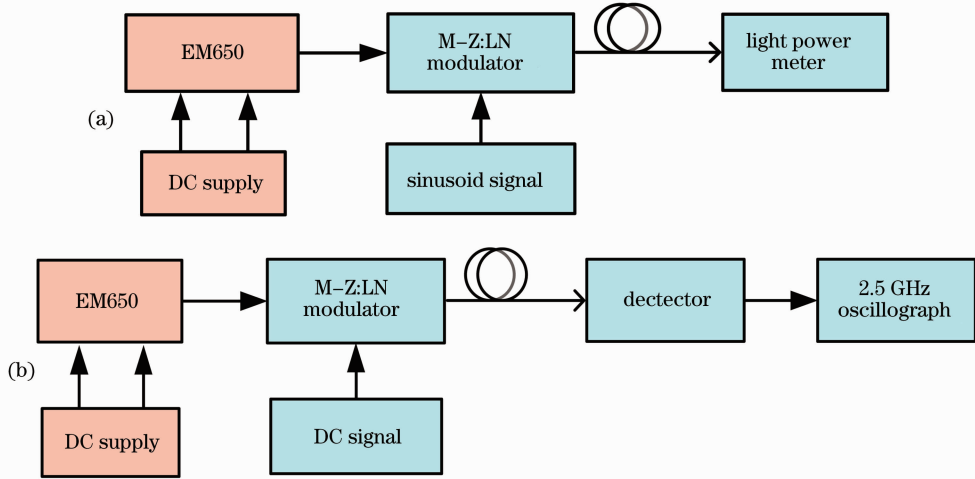 EM650
M-Z:LN
modulator
light power
meter
(a)
DC supply
sinusoid signal
EM650
M-Z:LN
modulator
dectector
2.5 GHz
oscillograph
(b)
DC supply
DC signal